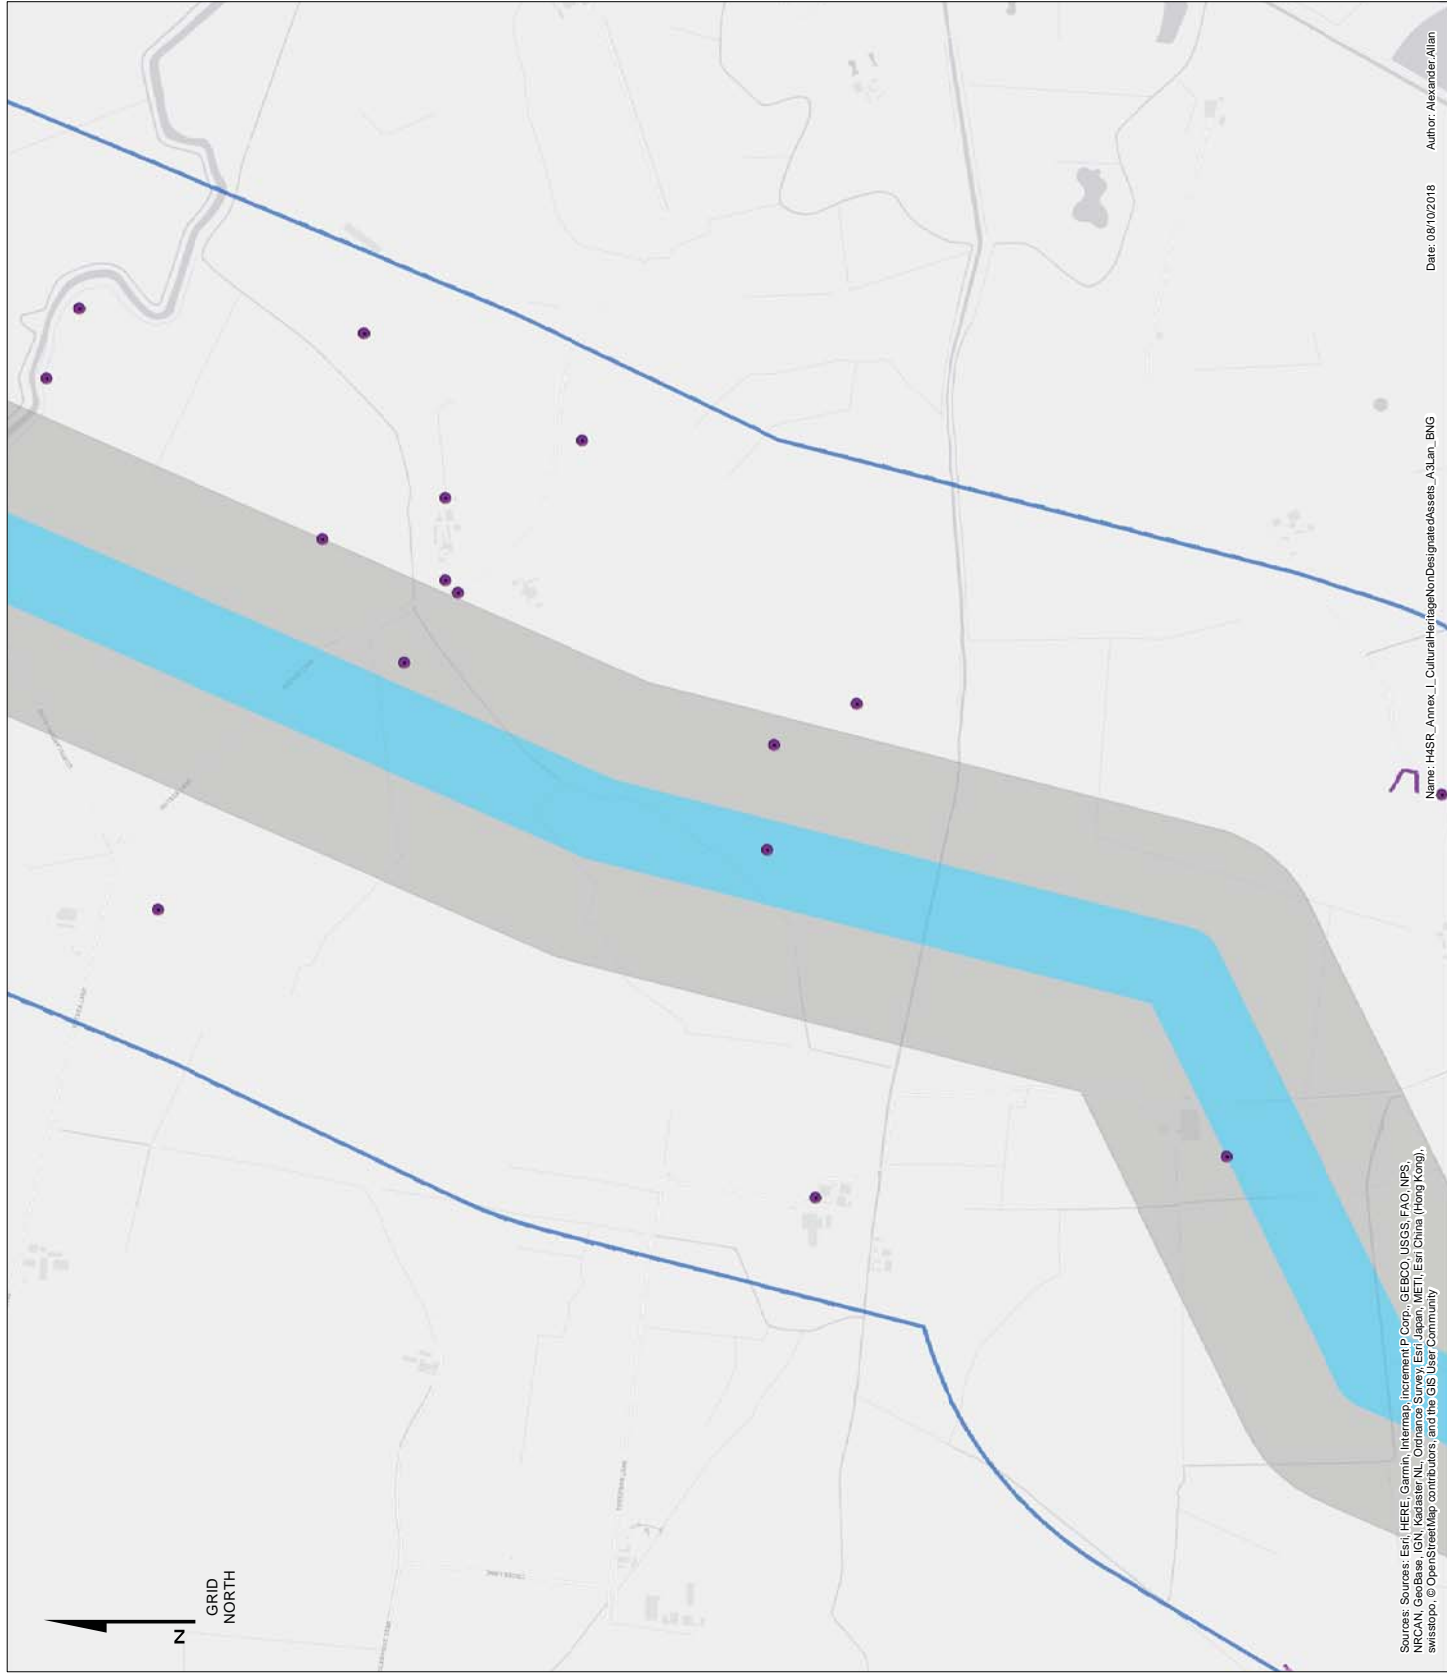 GRID
NORTH
N
Sources: Sources: Esri, HERE, Garmin, Intermap, increment P Corp., GEBCO, USGS, FAO, NPS,
NRCAN, GeoBase, IGN, Kadaster NL, Ordnance Survey, Esri Japan, METI, Esri China (Hong Kong),
swisstopo, © OpenStreetMap contributors, and the GIS User Community
Name: H4SR_Annex_I_CulturalHeritageNonDesignatedAssets_A3Lan_BNG
Date: 08/10/2018
Author: Alexander.Allan
CROSS LANE